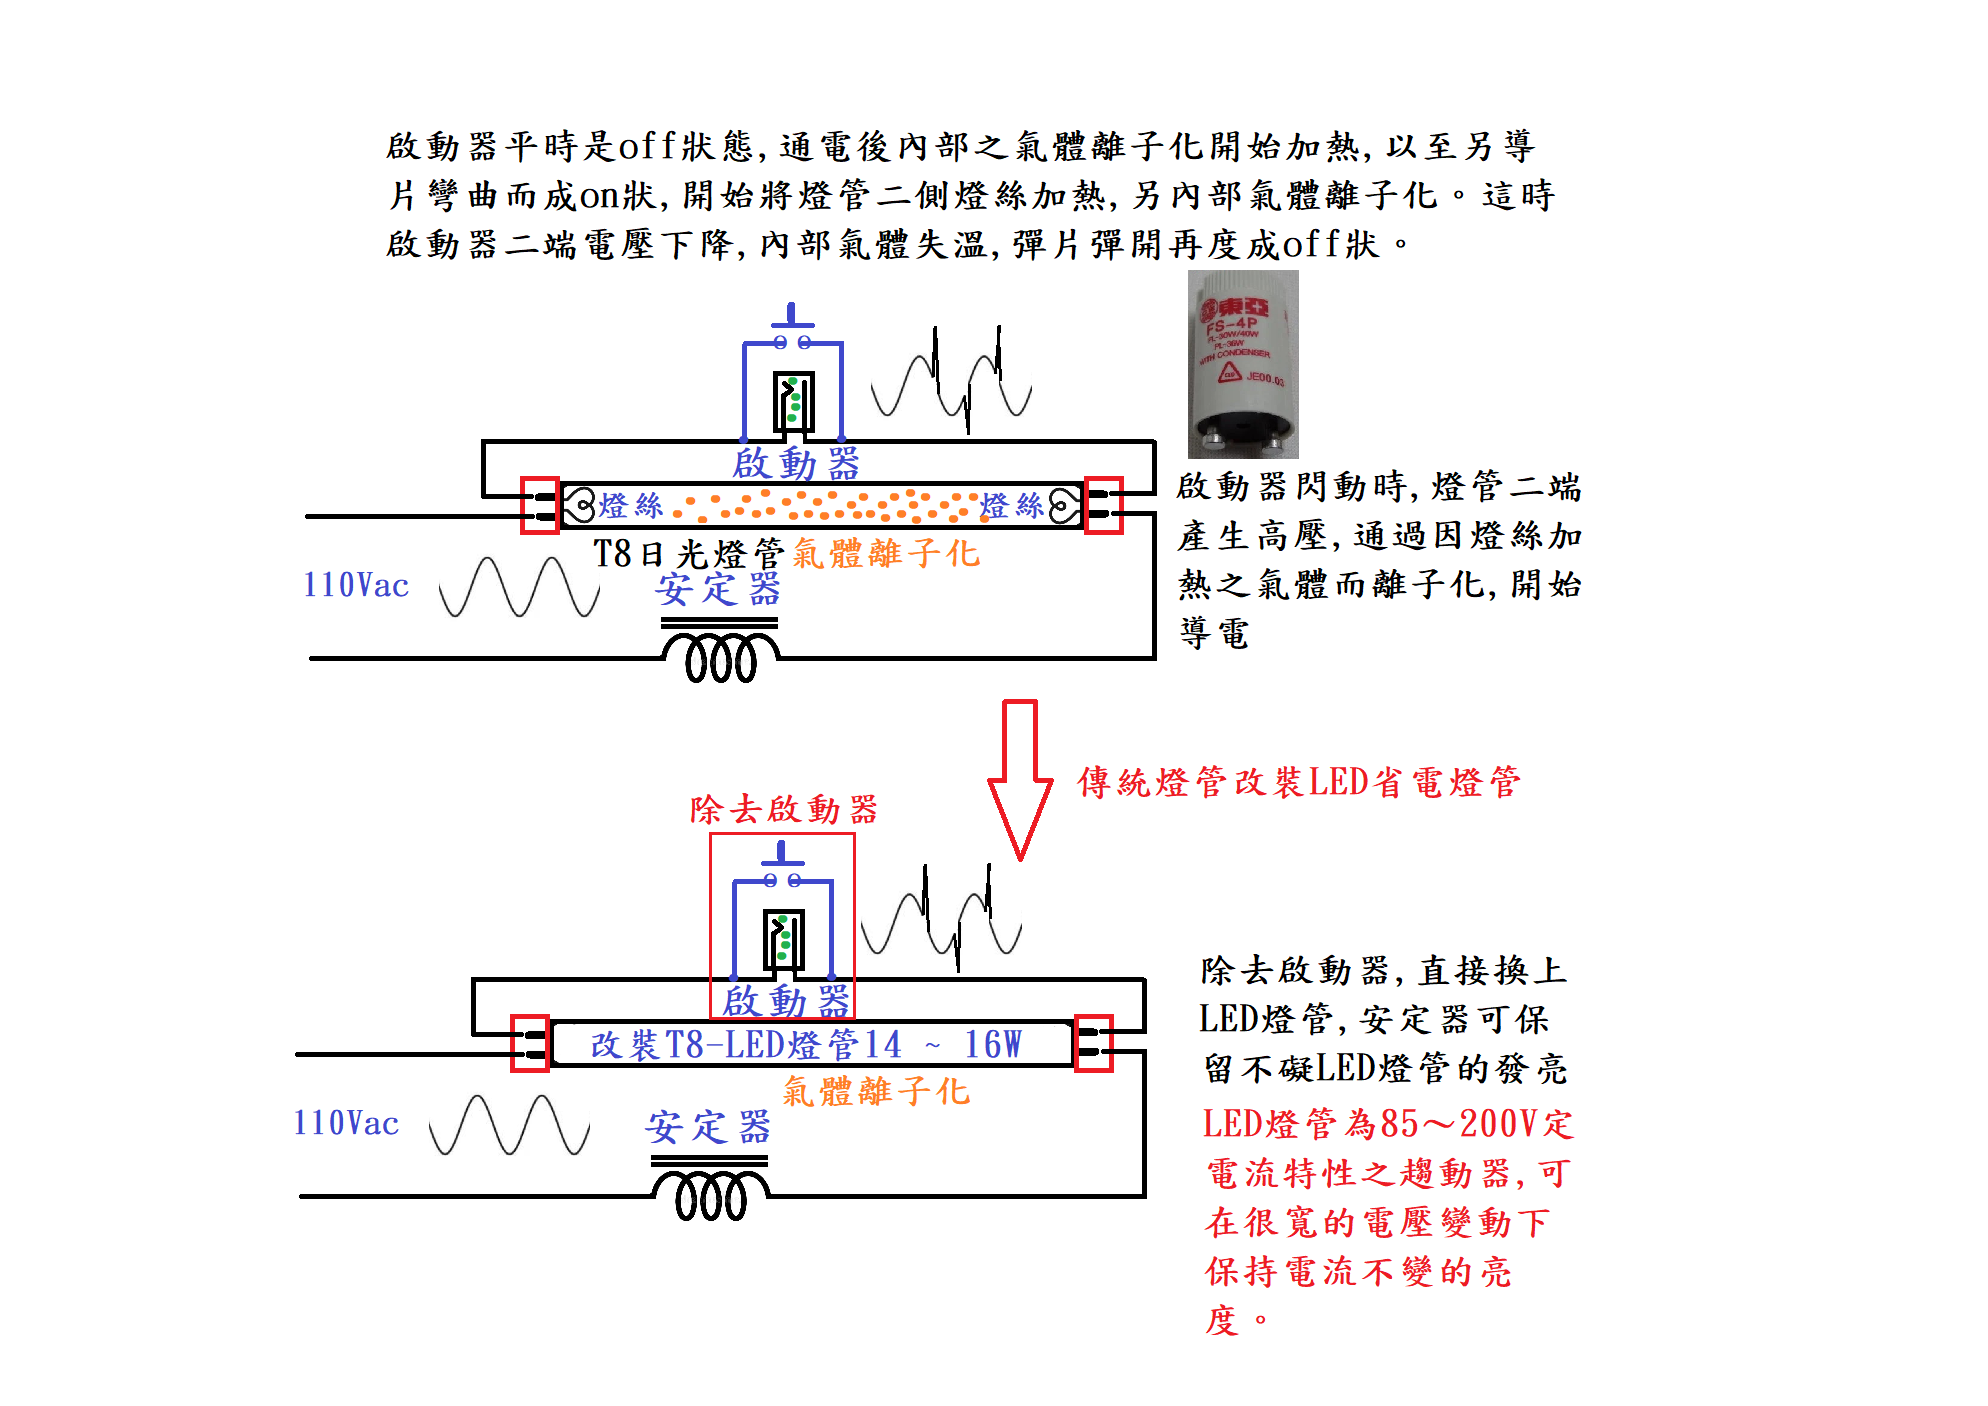 啟動器平時是off狀態,通電後內部之氣體離子化開始加熱,以至另導
片彎曲而成on狀,開始將燈管二側燈絲加熱,另內部氣體離子化。這時
啟動器二端電壓下降,內部氣體失溫,彈片彈開再度成off狀。
東亞
FS-4P
FL-30W/40W
PL-36W
WITH CONDENSER
JE00.03
啟動器
燈絲
燈絲
T8日光燈管氣體離子化
110Vac
安定器
啟動器閃動時,燈管二端
產生高壓,通過因燈絲加
熱之氣體而離子化,開始
導電
傳統燈管改裝LED省電燈管
除去啟動器
啟動器
改裝T8-LED燈管14 ~ 16W
氣體離子化
110Vac
安定器
除去啟動器,直接換上
LED燈管,安定器可保
留不礙LED燈管的發亮
LED燈管為85～200V定
電流特性之趨動器,可
在很寬的電壓變動下
保持電流不變的亮
度。